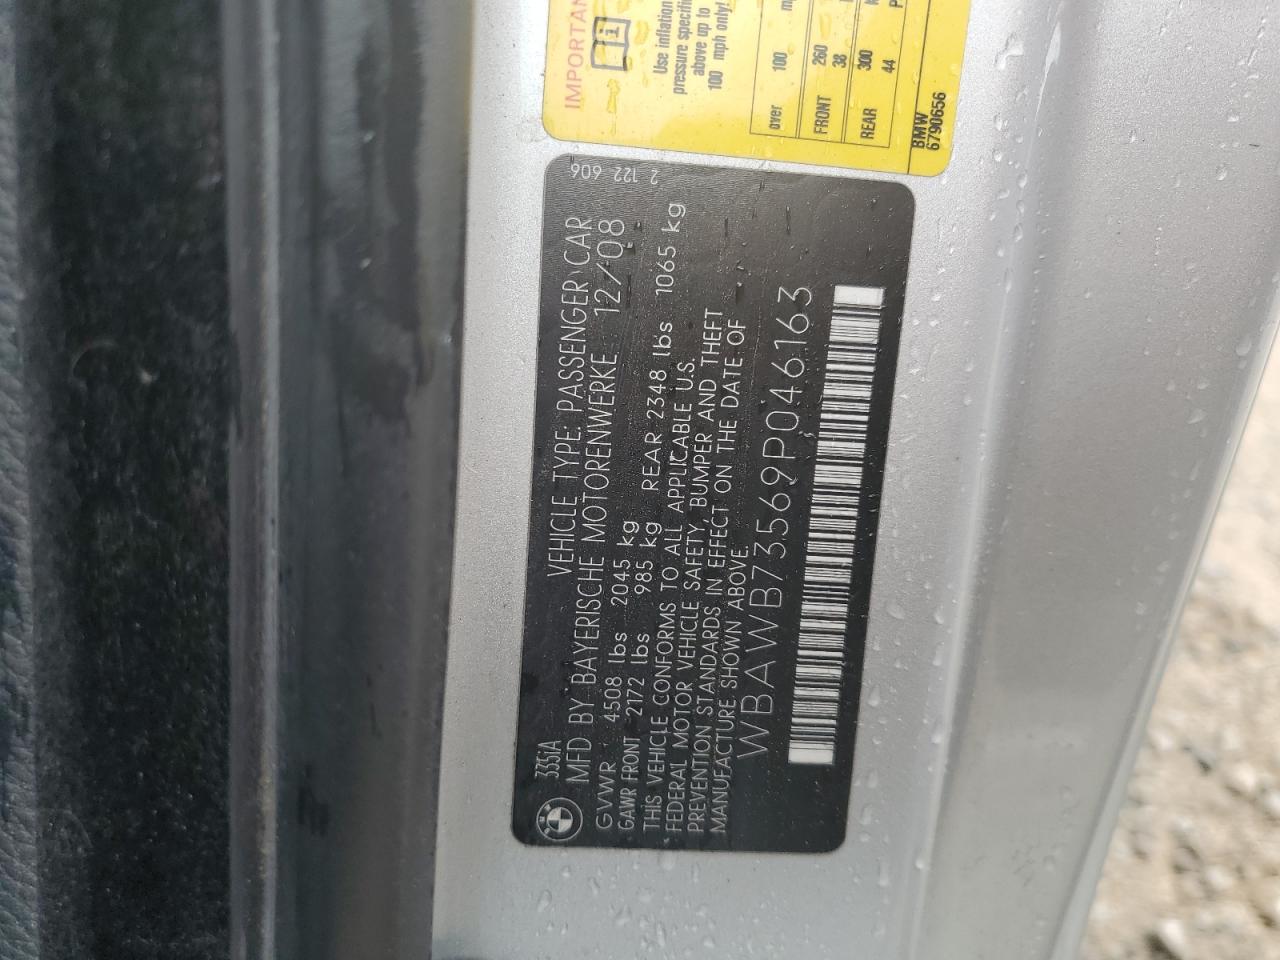 335iA
VEHICLE TYPE: PASSENGER CAR
MFD BY BAYERISCHE MOTORENWERKE 12/08
GVWR 4508 lbs 2045 kg
GAWR FRONT 2172 lbs 985 kg REAR 2348 lbs 1065 kg
THIS VEHICLE CONFORMS TO ALL APPLICABLE U.S.
FEDERAL MOTOR VEHICLE SAFETY, BUMPER AND THEFT
PREVENTION STANDARDS IN EFFECT ON THE DATE OF
MANUFACTURE SHOWN ABOVE.
WBAWB73569P046163
2 122 606
IMPORTAN
Use inflation
pressure specifi
above up to
100 mph only!
over 100
FRONT 260
38
REAR 300
44
BMW
6790656